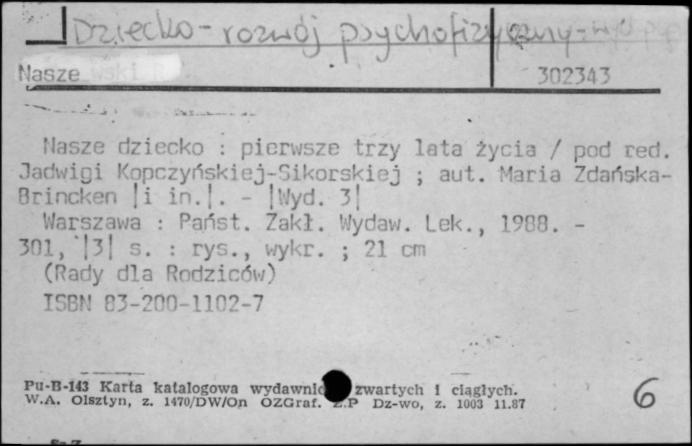 Dziecko - rozwój psychofizyczny - wyd
Nasze
302343
Nasze dziecko : pierwsze trzy lata życia / pod red.
Jadwigi Kopczyńskiej-Sikorskiej ; aut. Maria Zdańska-
Brincken |i in.|. - |Wyd. 3|
Warszawa : Państ. Zakł. Wydaw. Lek., 1988. -
301, |3| s. : rys., wykr. ; 21 cm
(Rady dla Rodziców)
ISBN 83-200-1102-7
Pu-B-143 Karta katalogowa wydawnic zwartych i ciągłych.
W.A. Olsztyn, z. 1470/DW/On OZGraf. Z.P Dz-wo, z. 1003 11.87
6